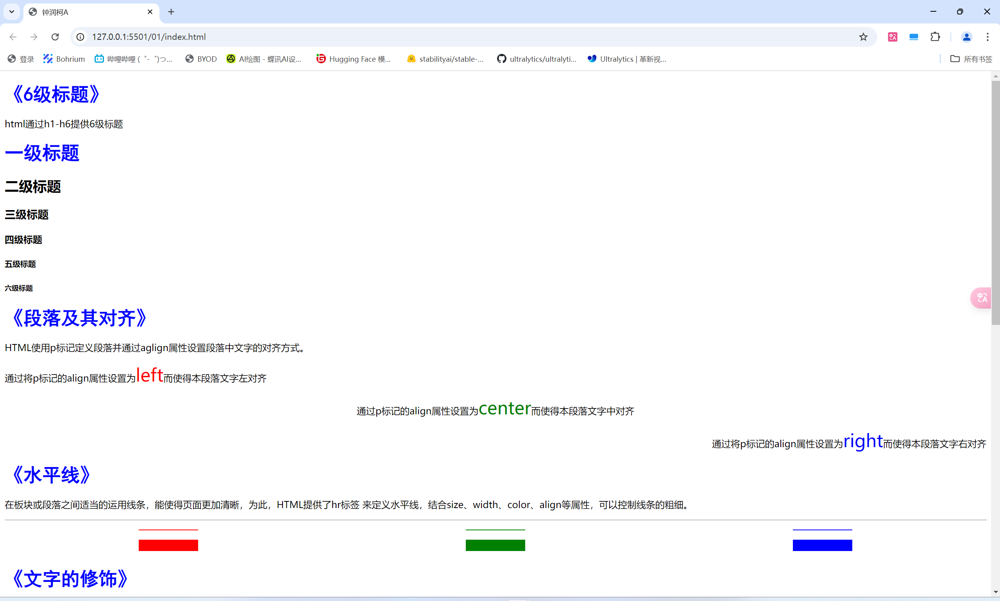 钟润柯A
127.0.0.1:5501/01/index.html
登录 Bohrium 哔哩哔哩 (゜-゜)つ... BYOD AI绘图 - 蝶讯AI设... Hugging Face 模... stabilityai/stable-... ultralytics/ultralyti... Ultralytics | 革新视... 所有书签
《6级标题》
html通过h1-h6提供6级标题
一级标题
二级标题
三级标题
四级标题
五级标题
六级标题
《段落及其对齐》
HTML使用p标记定义段落并通过aglign属性设置段落中文字的对齐方式。
通过将p标记的align属性设置为left而使得本段落文字左对齐
通过p标记的align属性设置为center而使得本段落文字中对齐
通过将p标记的align属性设置为right而使得本段落文字右对齐
《水平线》
在板块或段落之间适当的运用线条，能使得页面更加清晰，为此，HTML提供了hr标签 来定义水平线，结合size、width、color、align等属性，可以控制线条的粗细。
《文字的修饰》